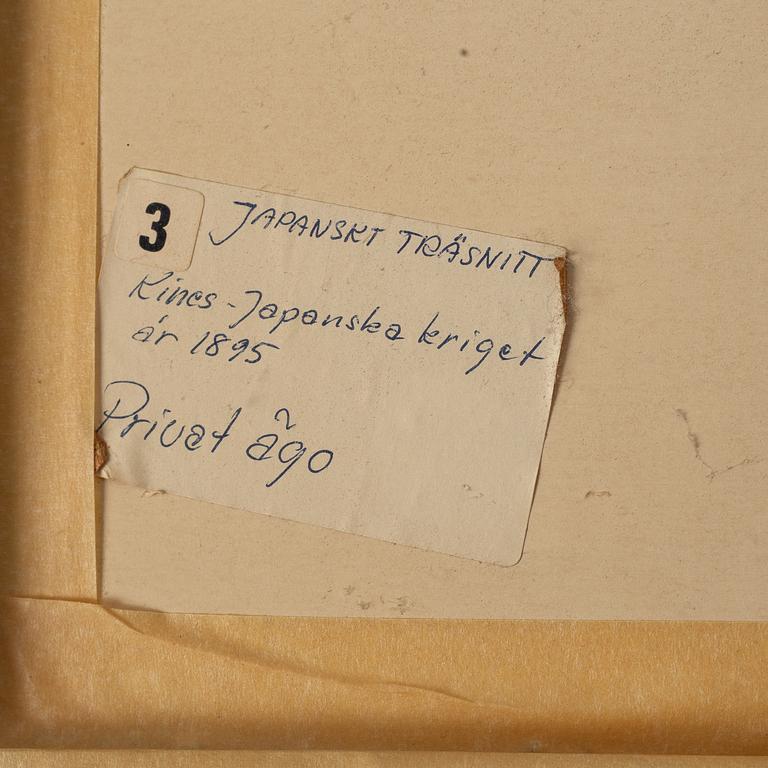 3 JAPANSKT TRÄSNITT
Kines-Japanska kriget
år 1895
Privat ägo